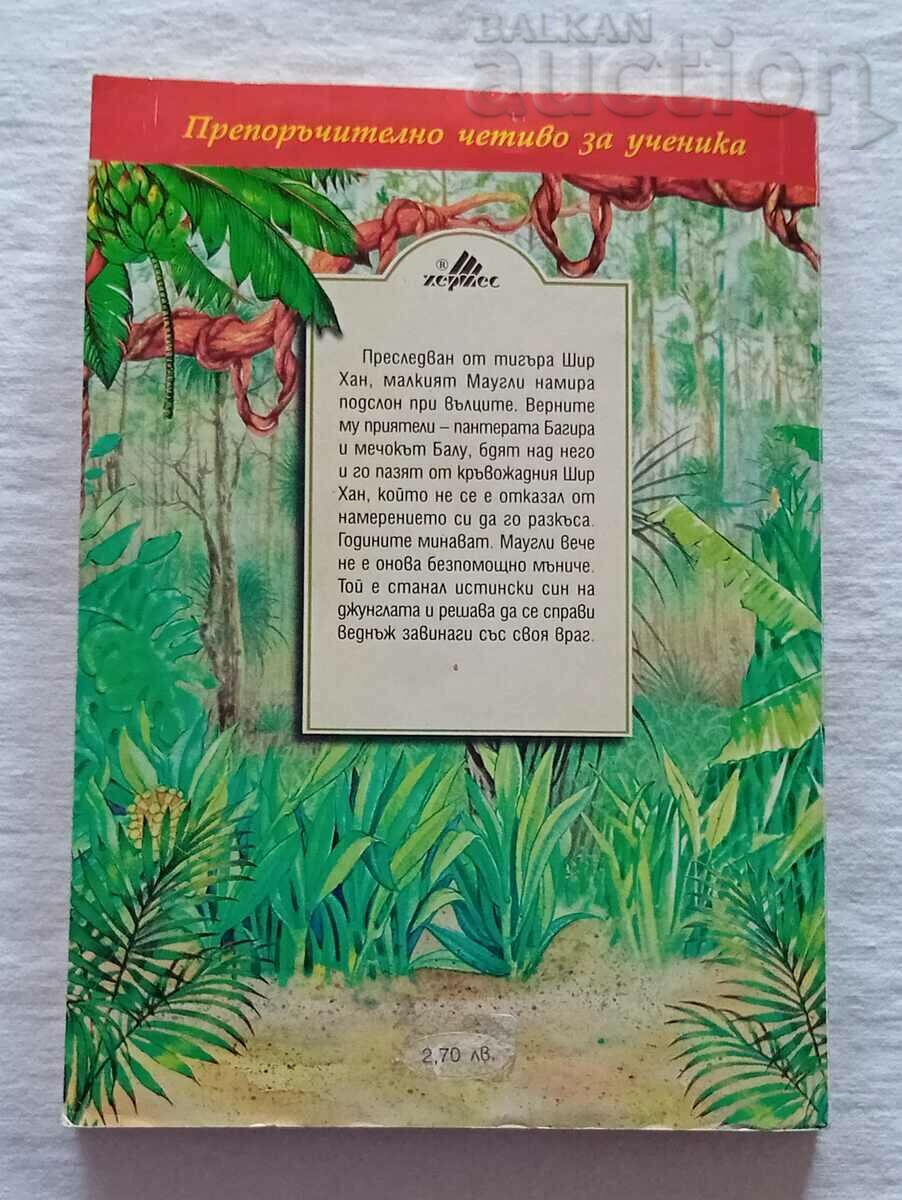 BALKAN
auction
Препоръчително четиво за ученика
®
хермес
Преследван от тигъра Шир
Хан, малкият Маугли намира
подслон при вълците. Верните
му приятели – пантерата Багира
и мечокът Балу, бдят над него
и го пазят от кръвожадния Шир
Хан, който не се е отказал от
намерението си да го разкъса.
Годините минават. Маугли вече
не е онова безпомощно мъниче.
Той е станал истински син на
джунглата и решава да се справи
веднъж завинаги със своя враг.
2,70 лв.